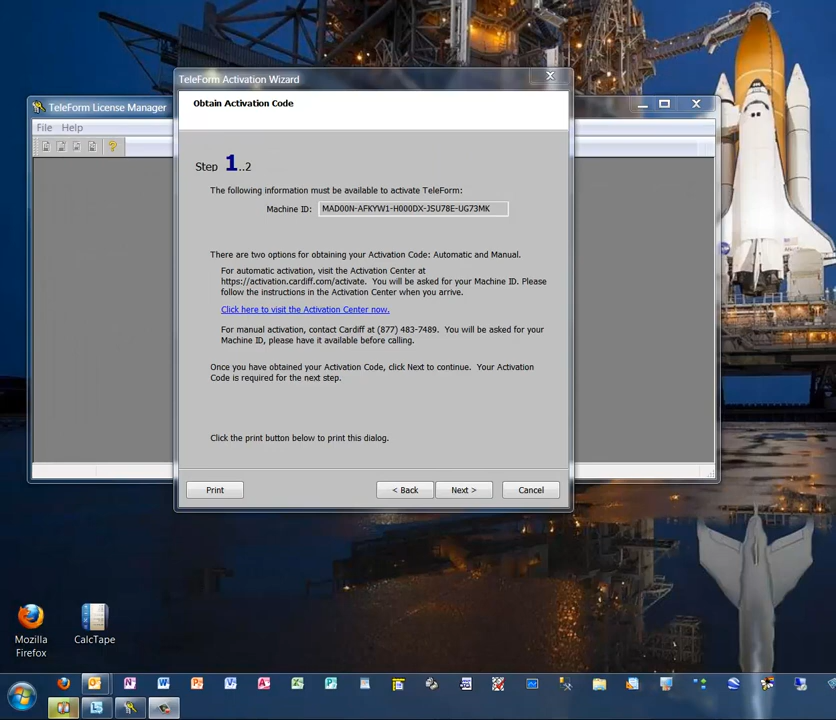 TeleForm Activation Wizard
Obtain Activation Code
TeleForm License Manager
File Help
Step 1..2
The following information must be available to activate TeleForm:
Machine ID: MAD00N-AFKYW1-H000DX-JSU78E-UG73MK
There are two options for obtaining your Activation Code: Automatic and Manual.
For automatic activation, visit the Activation Center at
https://activation.cardiff.com/activate. You will be asked for your Machine ID. Please
follow the instructions in the Activation Center when you arrive.
Click here to visit the Activation Center now.
For manual activation, contact Cardiff at (877) 483-7489. You will be asked for your
Machine ID, please have it available before calling.
Once you have obtained your Activation Code, click Next to continue. Your Activation
Code is required for the next step.
Click the print button below to print this dialog.
Print
< Back
Next >
Cancel
Mozilla
Firefox
CalcTape